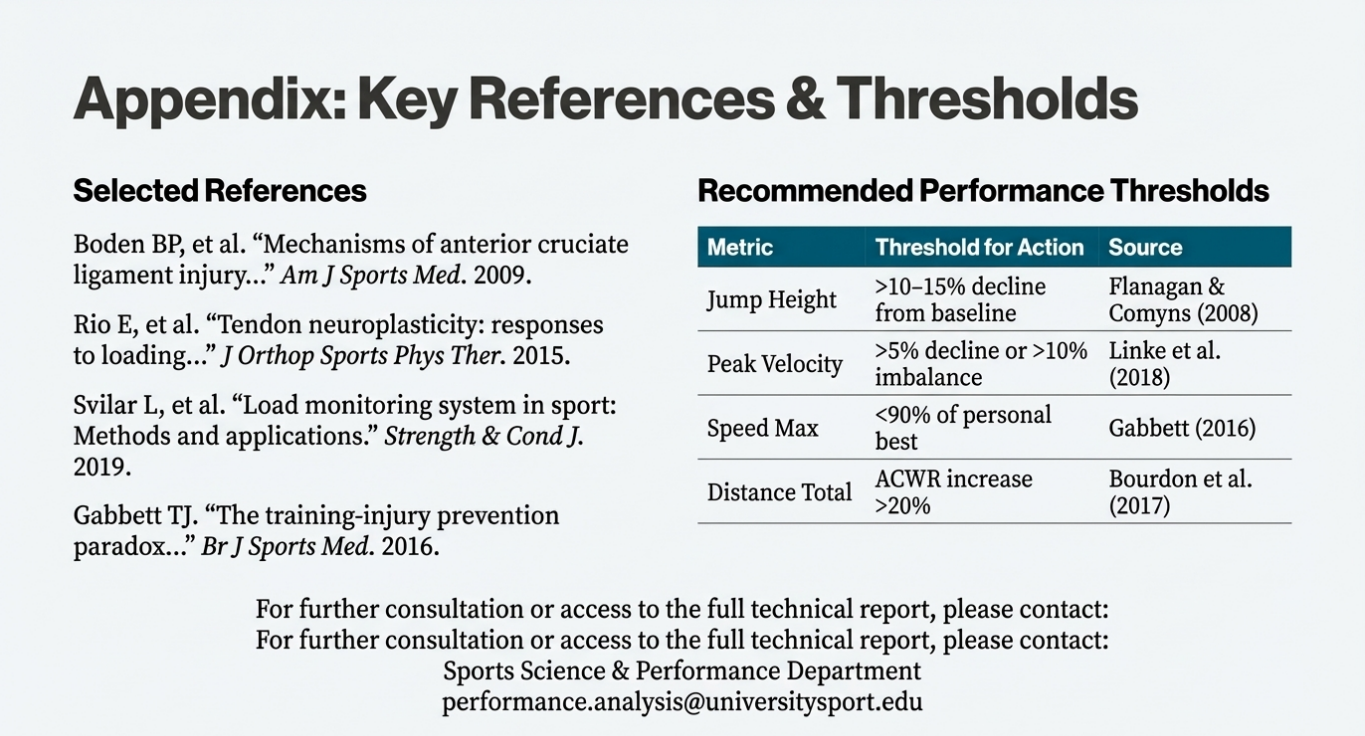 Appendix: Key References & Thresholds
Selected References
Boden BP, et al. “Mechanisms of anterior cruciate
ligament injury...” Am J Sports Med. 2009.
Rio E, et al. “Tendon neuroplasticity: responses
to loading...” J Orthop Sports Phys Ther. 2015.
Svilar L, et al. “Load monitoring system in sport:
Methods and applications.” Strength & Cond J.
2019.
Gabbett TJ. “The training-injury prevention
paradox...” Br J Sports Med. 2016.
Recommended Performance Thresholds
Metric Threshold for Action Source
Jump Height >10–15% decline from baseline Flanagan & Comyns (2008)
Peak Velocity >5% decline or >10% imbalance Linke et al. (2018)
Speed Max <90% of personal best Gabbett (2016)
Distance Total ACWR increase >20% Bourdon et al. (2017)
For further consultation or access to the full technical report, please contact:
For further consultation or access to the full technical report, please contact:
Sports Science & Performance Department
performance.analysis@universitysport.edu